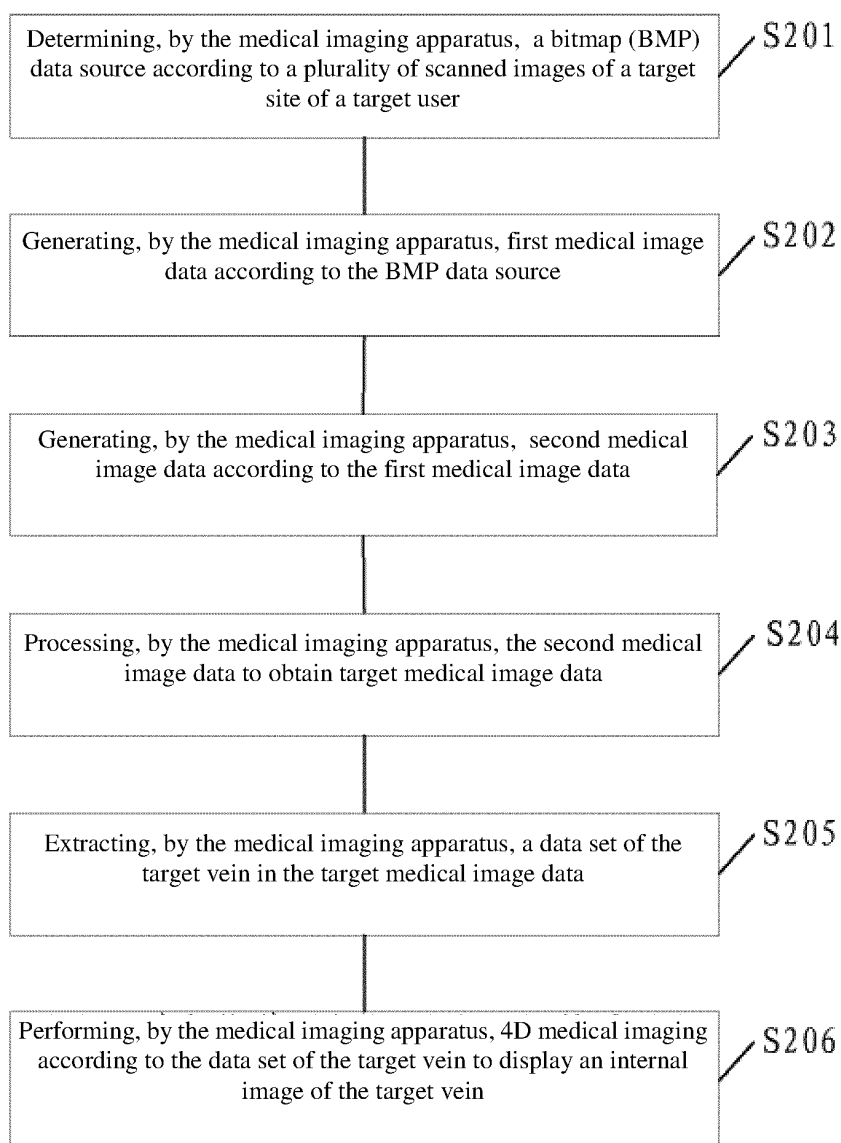 Determining, by the medical imaging apparatus, a bitmap (BMP)
data source according to a plurality of scanned images of a target
site of a target user
S201
Generating, by the medical imaging apparatus, first medical image
data according to the BMP data source
S202
Generating, by the medical imaging apparatus, second medical
image data according to the first medical image data
S203
Processing, by the medical imaging apparatus, the second medical
image data to obtain target medical image data
S204
Extracting, by the medical imaging apparatus, a data set of the
target vein in the target medical image data
S205
Performing, by the medical imaging apparatus, 4D medical imaging
according to the data set of the target vein to display an internal
image of the target vein
S206